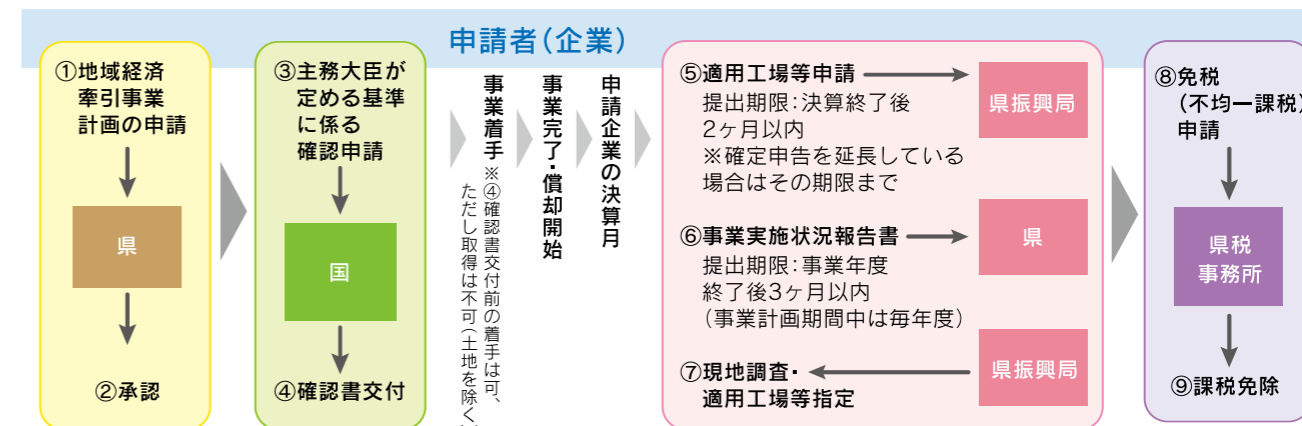 申請者(企業)
①地域経済
牽引事業
計画の申請
県
②承認
③主務大臣が
定める基準
に係る
確認申請
国
④確認書交付
事業着手
※④確認書交付前の着手は可、
ただし取得は不可(土地を除く)
事業完了・償却開始
申請企業の決算月
⑤適用工場等申請
提出期限:決算終了後
2ヶ月以内
※確定申告を延長している
場合はその期限まで
県振興局
⑥事業実施状況報告書
提出期限:事業年度
終了後3ヶ月以内
(事業計画期間中は毎年度)
県
⑦現地調査・
適用工場等指定
県振興局
⑧免税
(不均一課税)
申請
県税
事務所
⑨課税免除